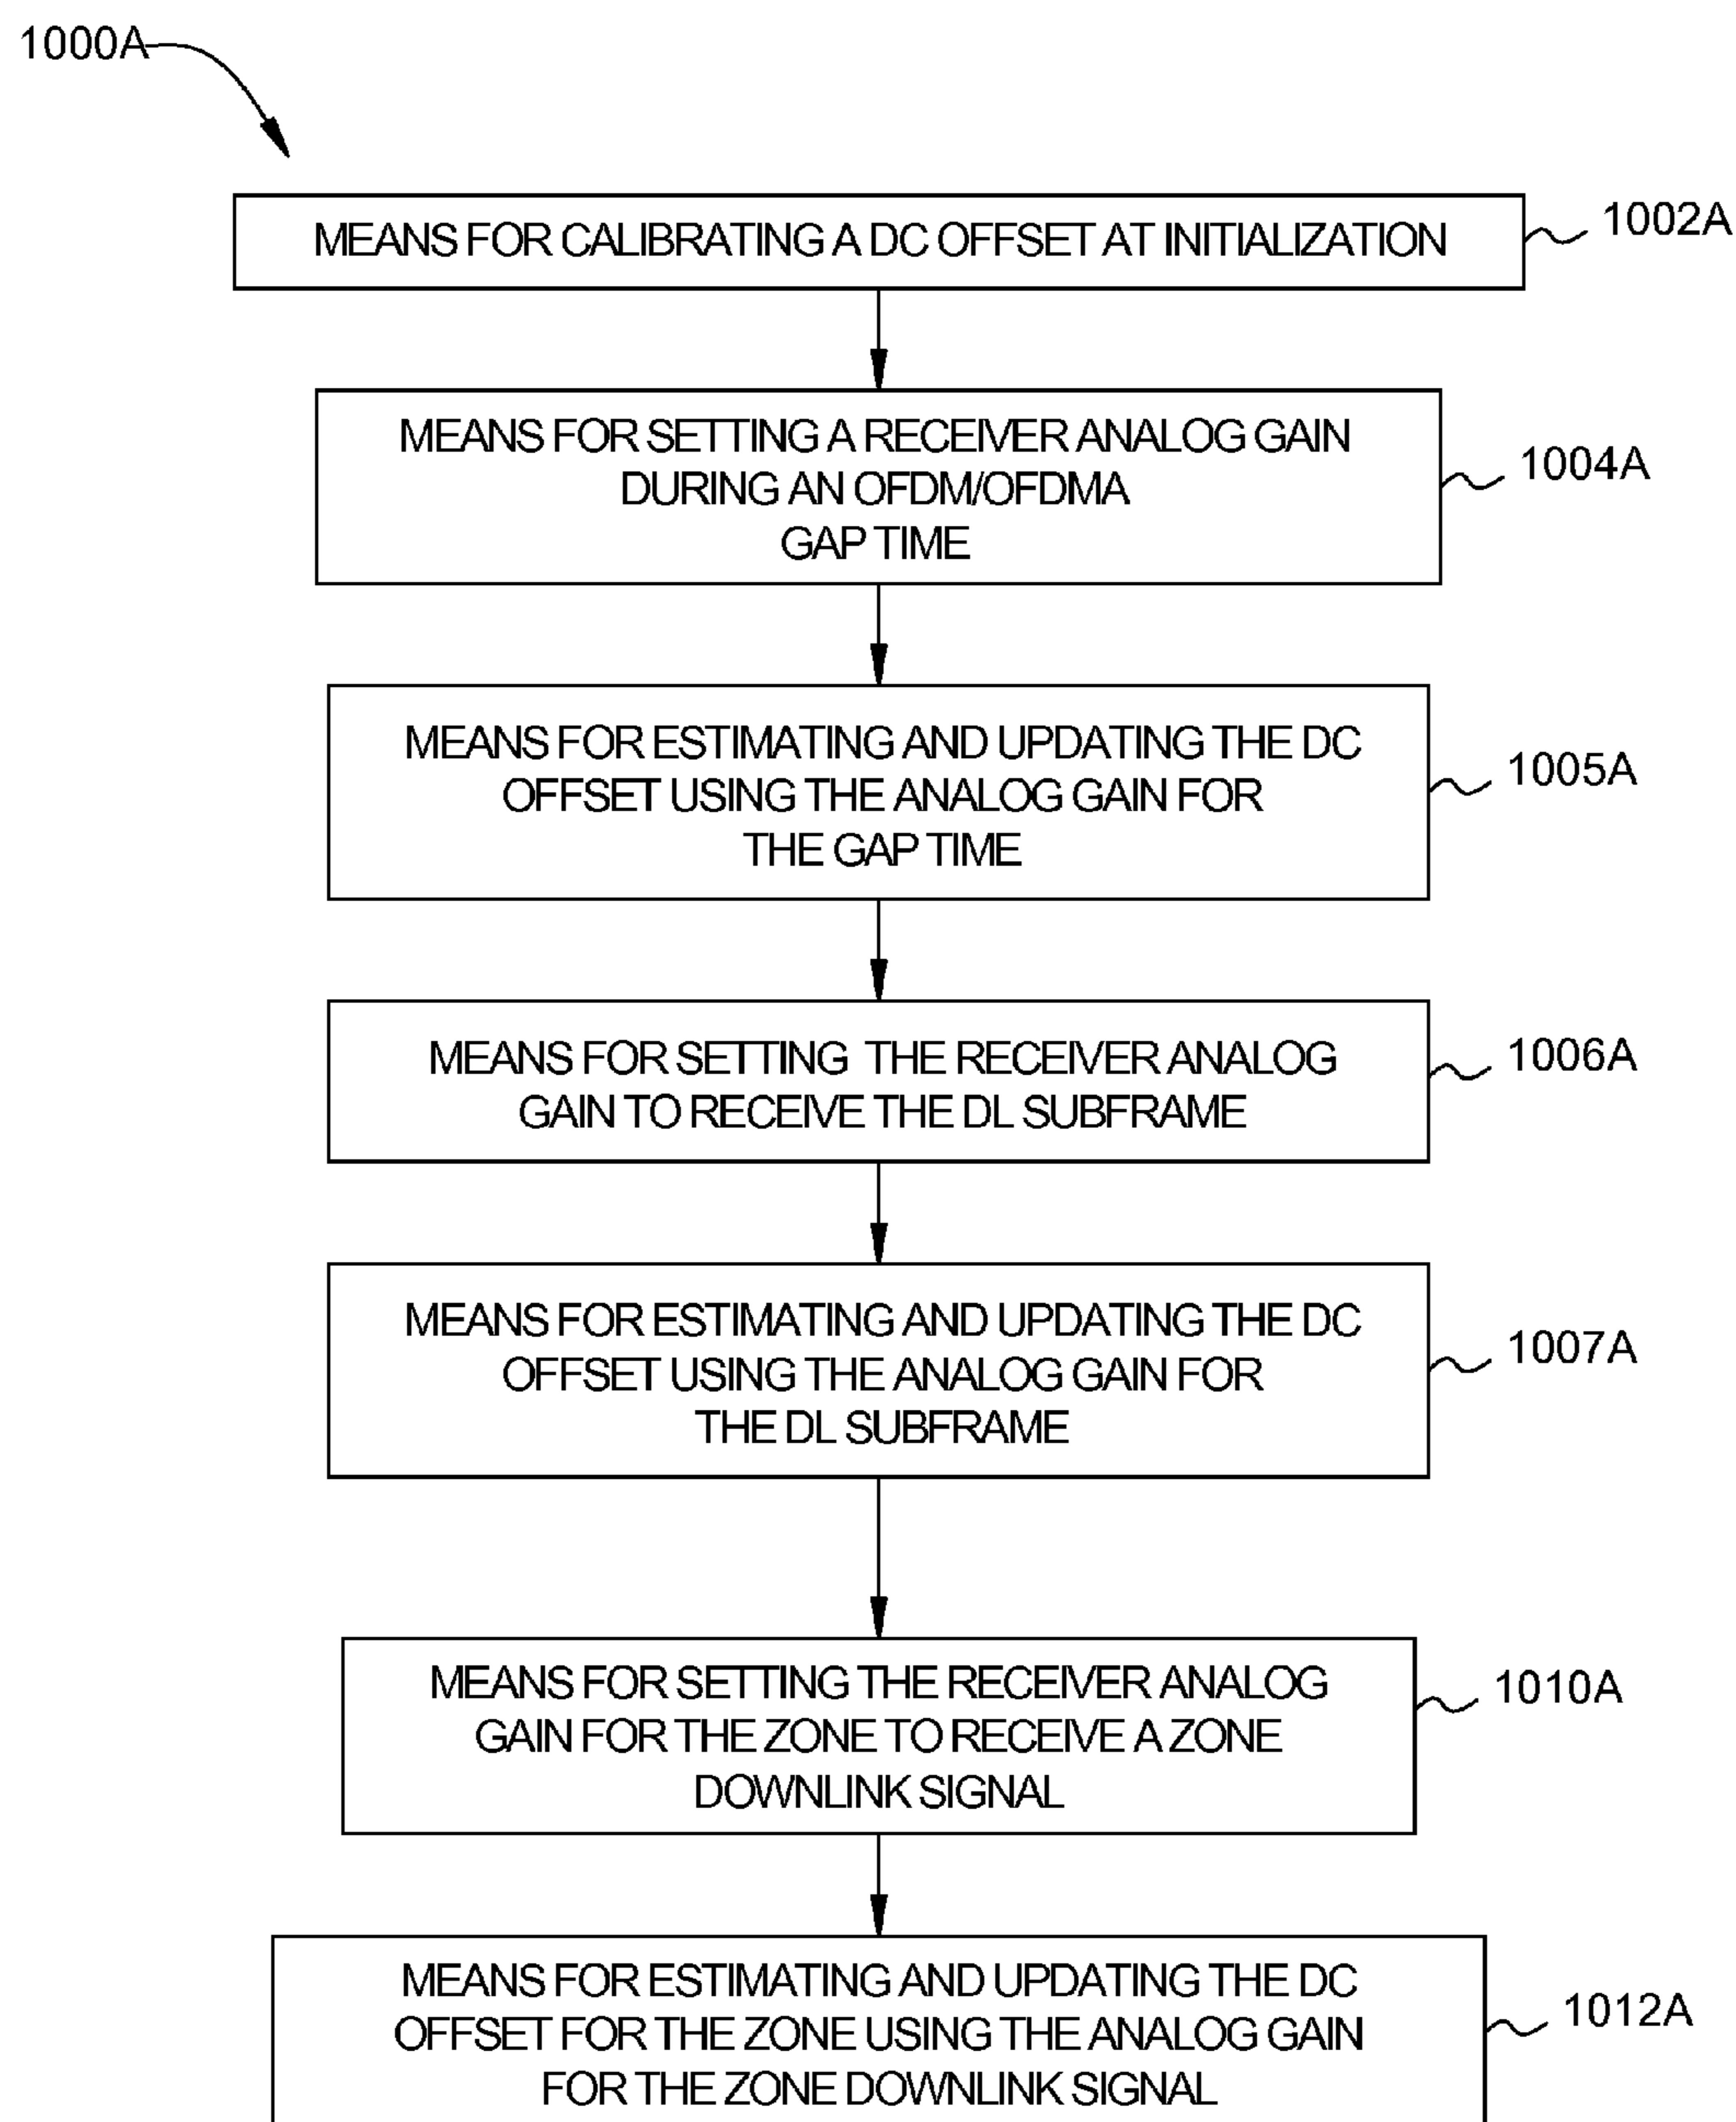 1000A
MEANS FOR CALIBRATING A DC OFFSET AT INITIALIZATION
1002A
MEANS FOR SETTING A RECEIVER ANALOG GAIN
DURING AN OFDM/OFDMA
GAP TIME
1004A
MEANS FOR ESTIMATING AND UPDATING THE DC
OFFSET USING THE ANALOG GAIN FOR
THE GAP TIME
1005A
MEANS FOR SETTING THE RECEIVER ANALOG
GAIN TO RECEIVE THE DL SUBFRAME
1006A
MEANS FOR ESTIMATING AND UPDATING THE DC
OFFSET USING THE ANALOG GAIN FOR
THE DL SUBFRAME
1007A
MEANS FOR SETTING THE RECEIVER ANALOG
GAIN FOR THE ZONE TO RECEIVE A ZONE
DOWNLINK SIGNAL
1010A
MEANS FOR ESTIMATING AND UPDATING THE DC
OFFSET FOR THE ZONE USING THE ANALOG GAIN
FOR THE ZONE DOWNLINK SIGNAL
1012A